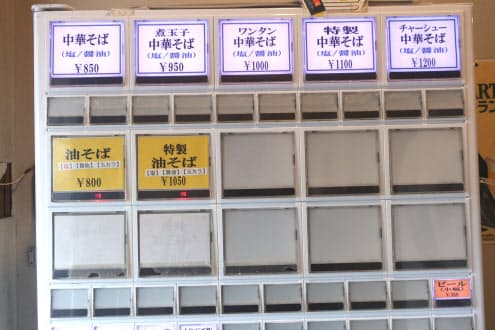 中華そば
(塩/醤油)
¥850
煮玉子
中華そば
(塩/醤油)
¥950
ワンタン
中華そば
(塩/醤油)
¥1000
特製
中華そば
(塩/醤油)
¥1100
チャーシュー
中華そば
(塩/醤油)
¥1200
油そば
¥800
特製
油そば
¥1050
ビール
(小瓶)